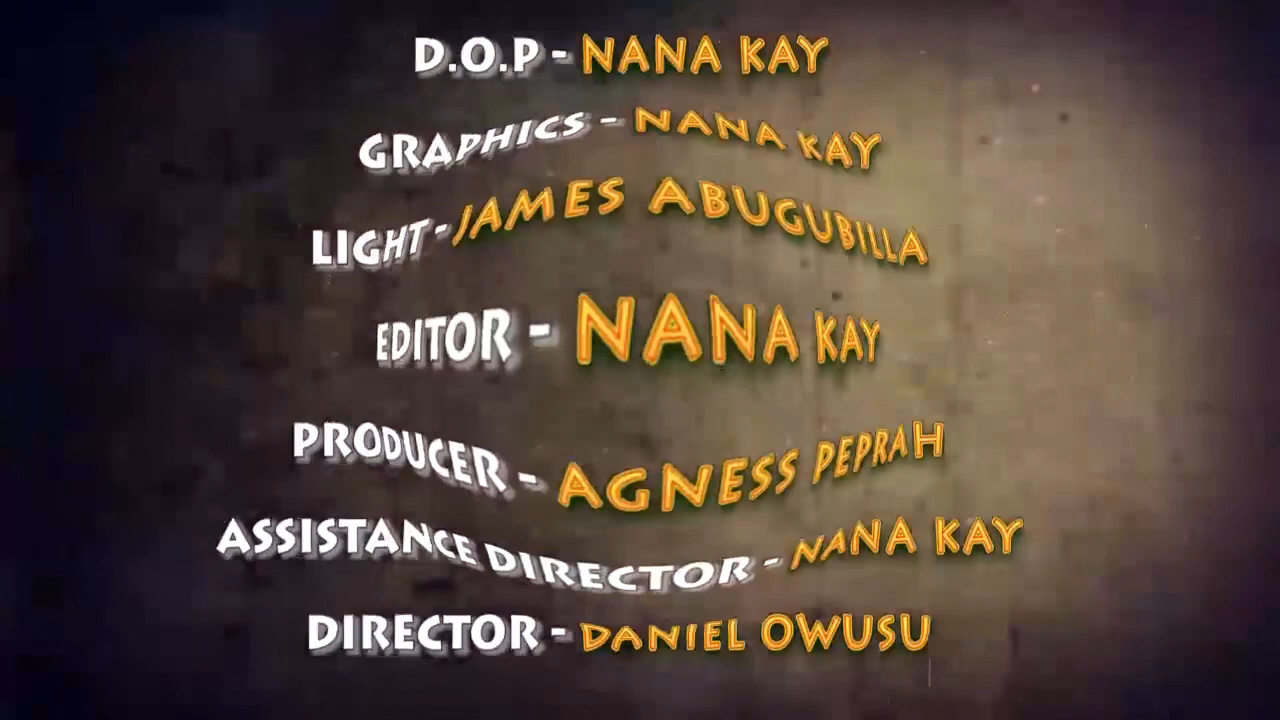 D.O.P - NANA KAY
GRAPHICS - NANA KAY
LIGHT - JAMES ABUGUBILLA
EDITOR - NANA KAY
PRODUCER - AGNESS PEPRAH
ASSISTANCE DIRECTOR - NANA KAY
DIRECTOR - DANIEL OWUSU